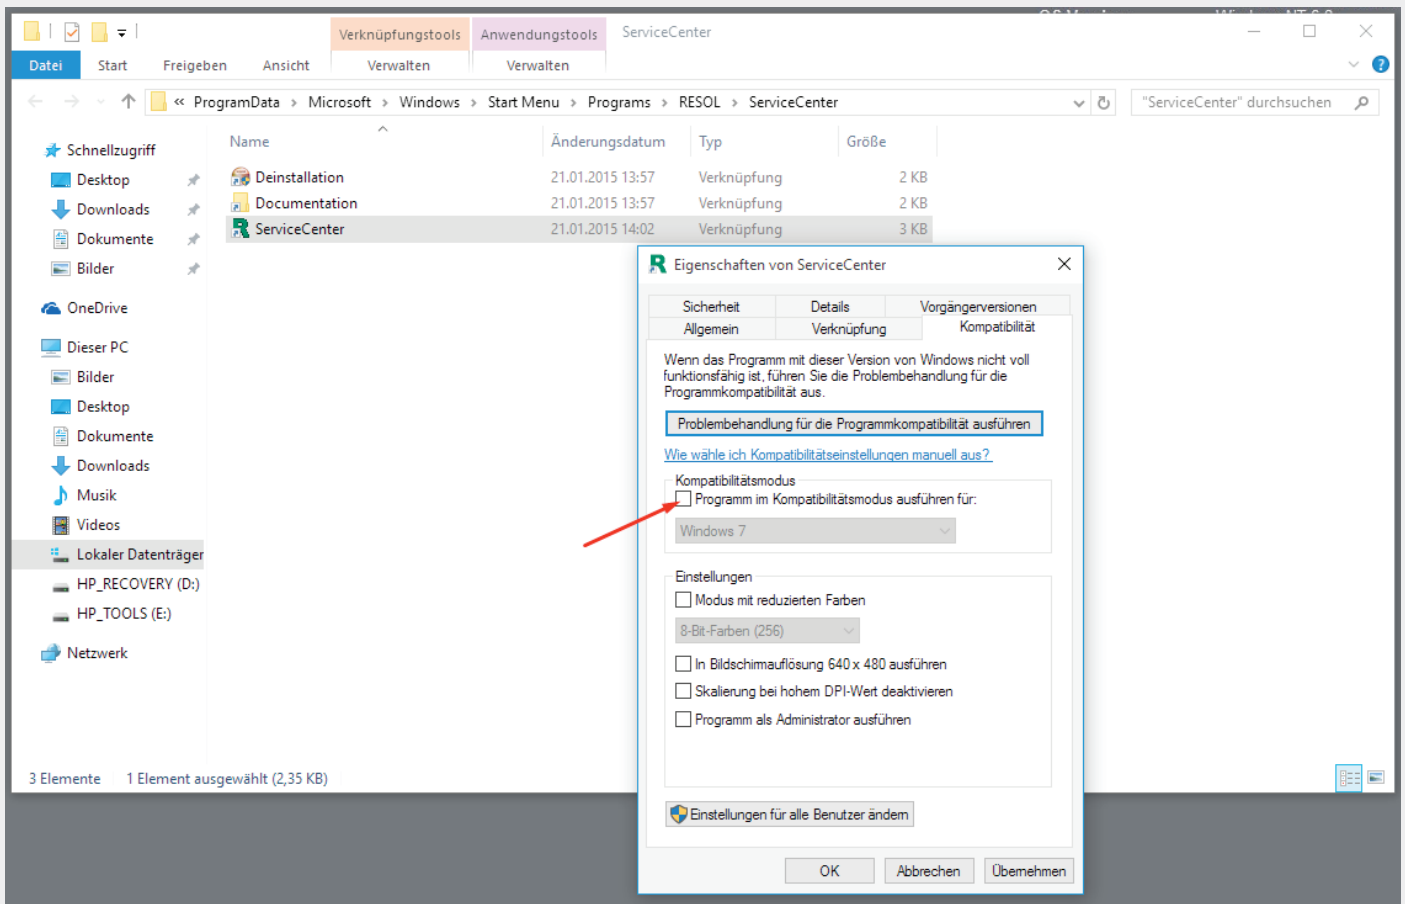 Verknüpfungstools
Anwendungstools
ServiceCenter
Datei
Start
Freigeben
Ansicht
Verwalten
Verwalten
?
« ProgramData › Microsoft › Windows › Start Menu › Programs › RESOL › ServiceCenter
"ServiceCenter" durchsuchen
Schnellzugriff
Desktop
Downloads
Dokumente
Bilder
OneDrive
Dieser PC
Bilder
Desktop
Dokumente
Downloads
Musik
Videos
Lokaler Datenträger
HP_RECOVERY (D:)
HP_TOOLS (E:)
Netzwerk
Name Änderungsdatum Typ Größe
Deinstallation 21.01.2015 13:57 Verknüpfung 2 KB
Documentation 21.01.2015 13:57 Verknüpfung 2 KB
ServiceCenter 21.01.2015 14:02 Verknüpfung 3 KB
Eigenschaften von ServiceCenter
Sicherheit Details Vorgängerversionen
Allgemein Verknüpfung Kompatibilität
Wenn das Programm mit dieser Version von Windows nicht voll
funktionsfähig ist, führen Sie die Problembehandlung für die
Programmkompatibilität aus.
Problembehandlung für die Programmkompatibilität ausführen
Wie wähle ich Kompatibilitätseinstellungen manuell aus?
Kompatibilitätsmodus
Programm im Kompatibilitätsmodus ausführen für:
Windows 7
Einstellungen
Modus mit reduzierten Farben
8-Bit-Farben (256)
In Bildschirmauflösung 640 x 480 ausführen
Skalierung bei hohem DPI-Wert deaktivieren
Programm als Administrator ausführen
Einstellungen für alle Benutzer ändern
OK Abbrechen Übernehmen
3 Elemente 1 Element ausgewählt (2,35 KB)